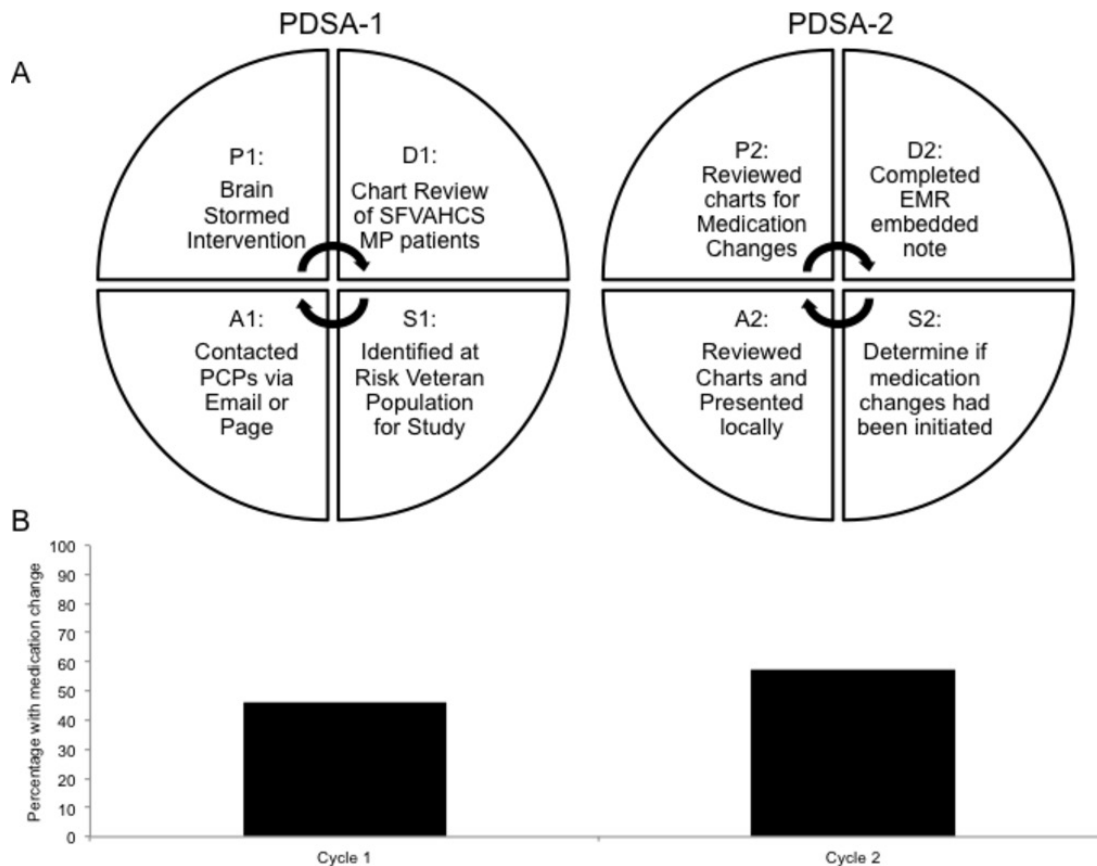 PDSA-1
PDSA-2
A
P1:
Brain
Stormed
Intervention
D1:
Chart Review
of SFVAHCS
MP patients
A1:
Contacted
PCPs via
Email or
Page
S1:
Identified at
Risk Veteran
Population
for Study
P2:
Reviewed
charts for
Medication
Changes
D2:
Completed
EMR
embedded
note
A2:
Reviewed
Charts and
Presented
locally
S2:
Determine if
medication
changes had
been initiated
B
Percentage with medication change
100
90
80
70
60
50
40
30
20
10
0
Cycle 1
Cycle 2